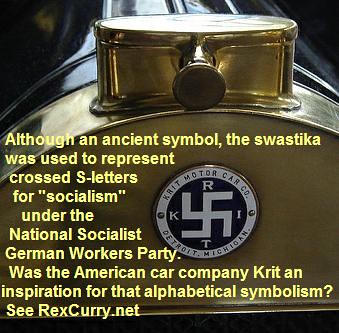 Although an ancient symbol, the swastika
was used to represent
crossed S-letters
for "socialism"
under the
National Socialist
German Workers Party.
Was the American car company Krit an
inspiration for that alphabetical symbolism?
See RexCurry.net
KRIT MOTOR CAR CO.
DETROIT, MICHIGAN.
K R I T